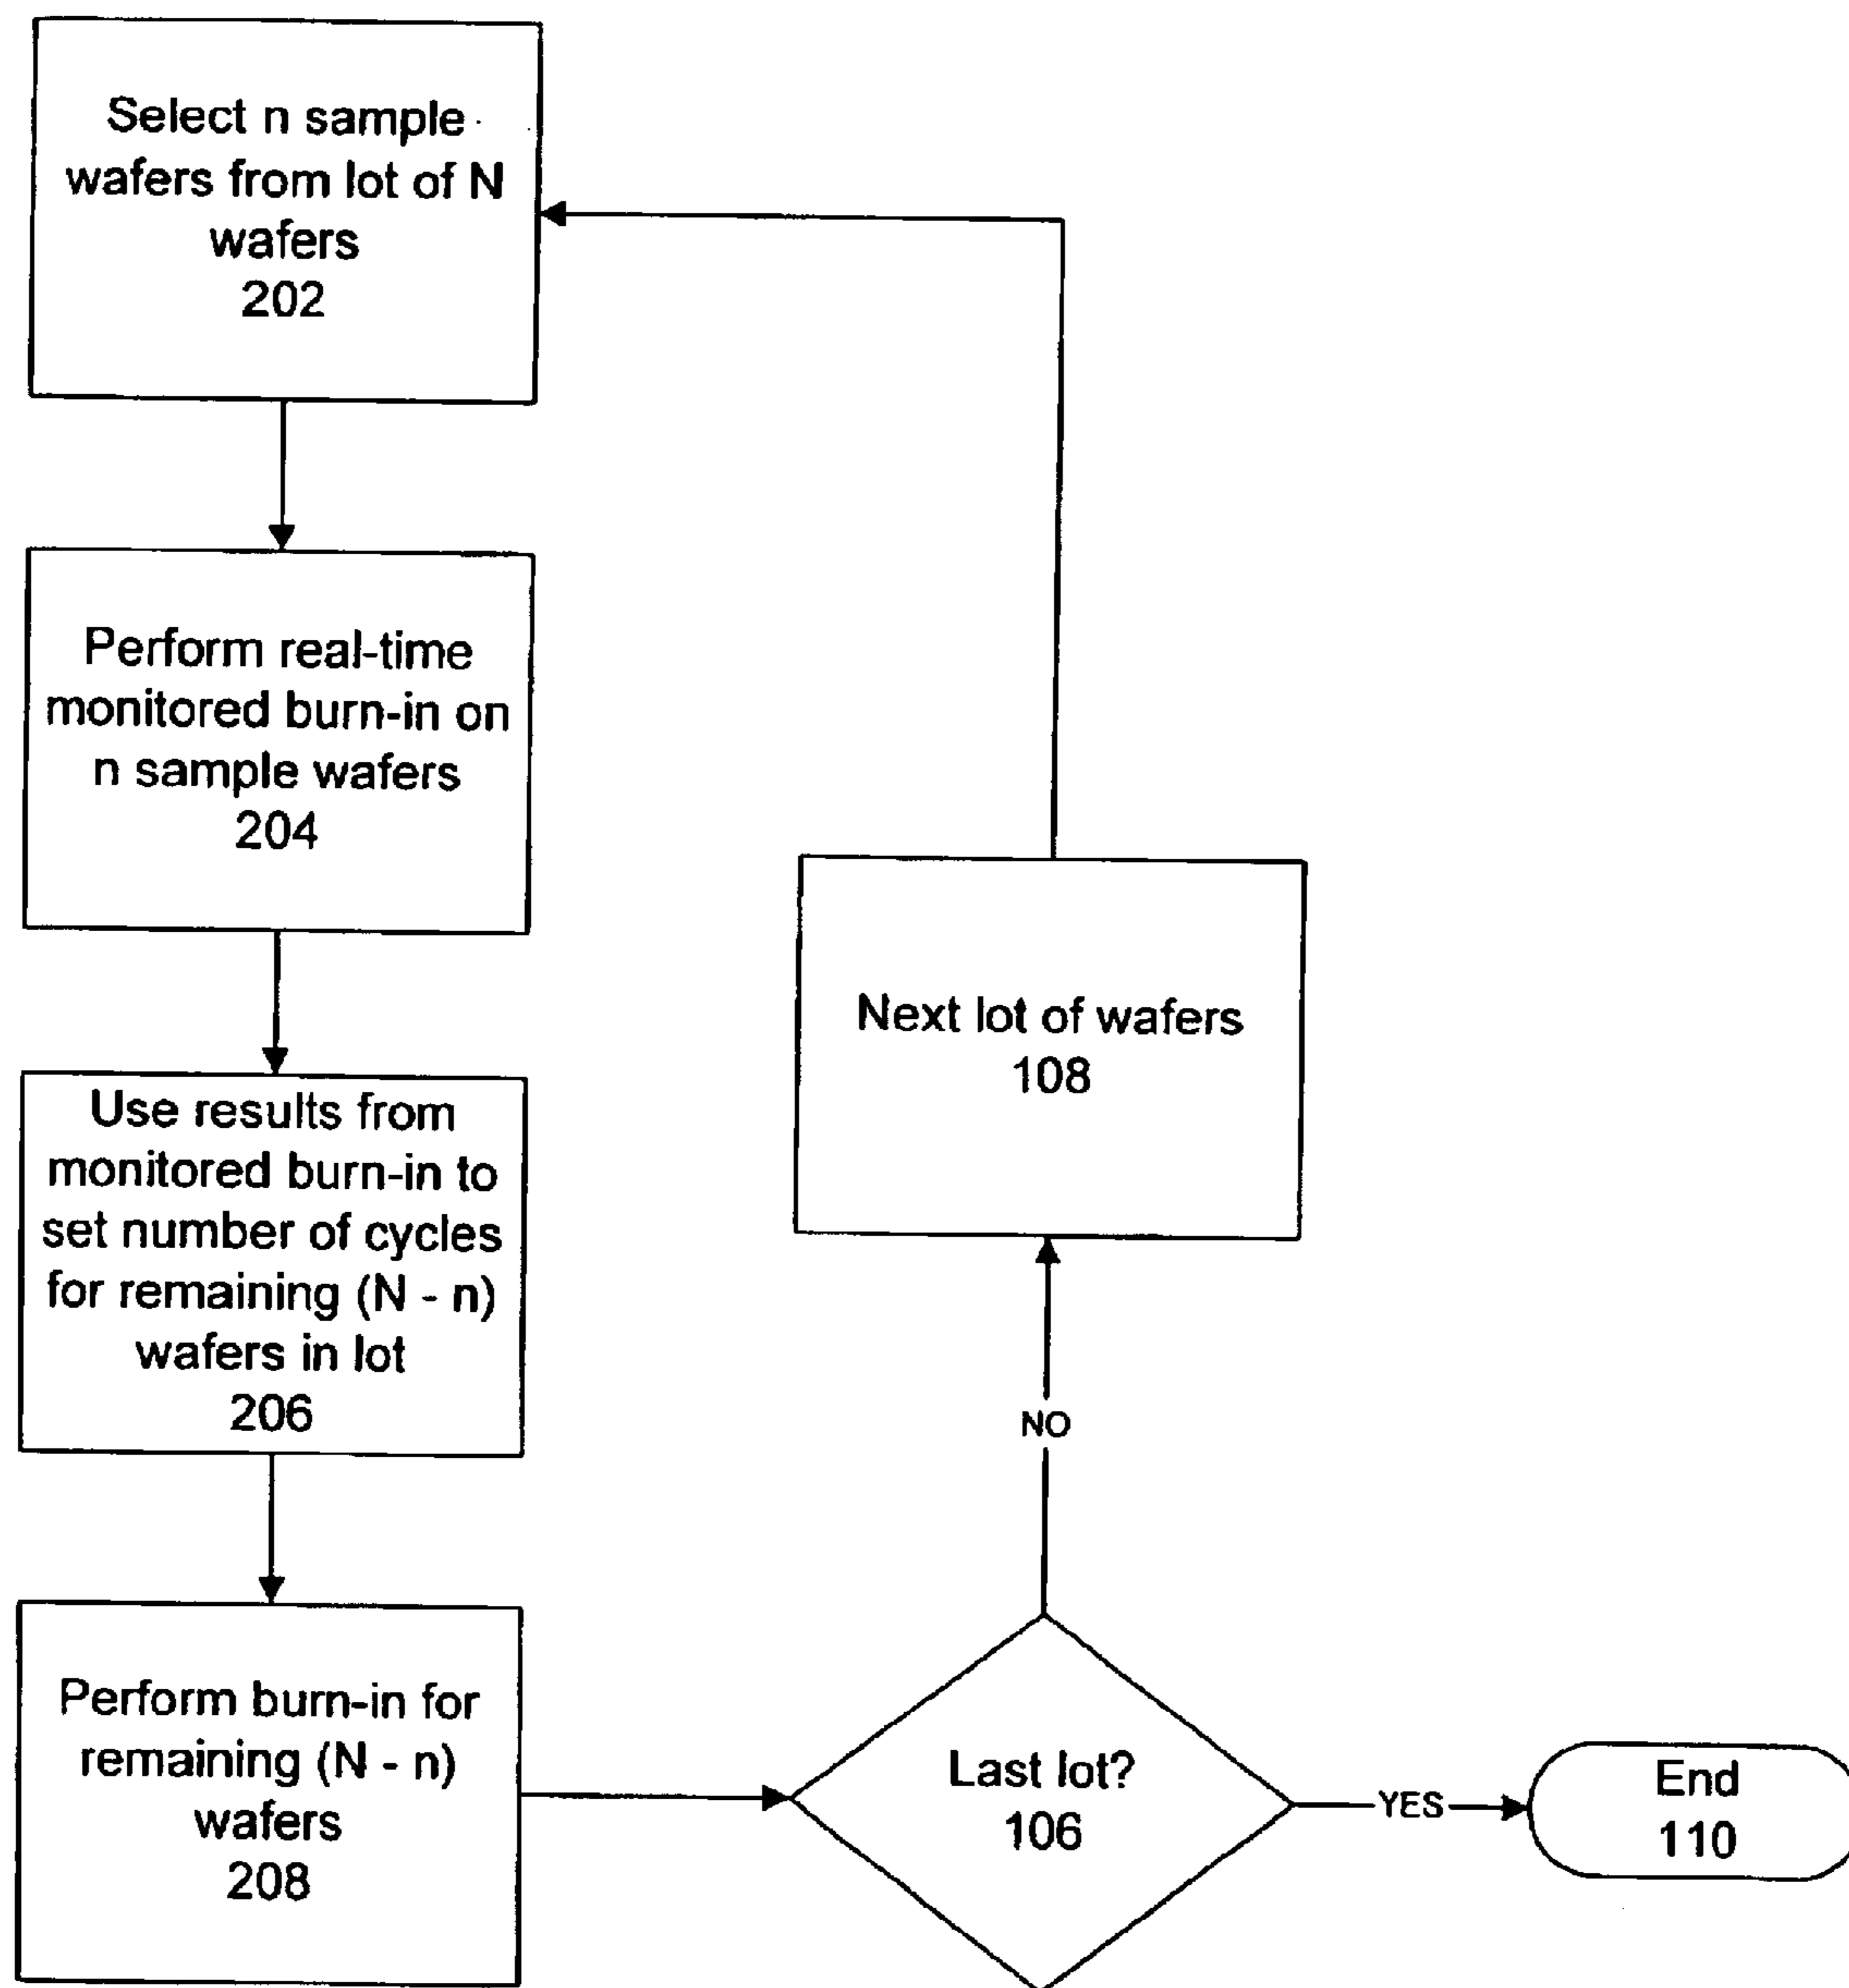 Select n sample
wafers from lot of N
wafers
202
Perform real-time
monitored burn-in on
n sample wafers
204
Use results from
monitored burn-in to
set number of cycles
for remaining (N - n)
wafers in lot
206
Perform burn-in for
remaining (N - n)
wafers
208
Next lot of wafers
108
NO
Last lot?
106
YES
End
110